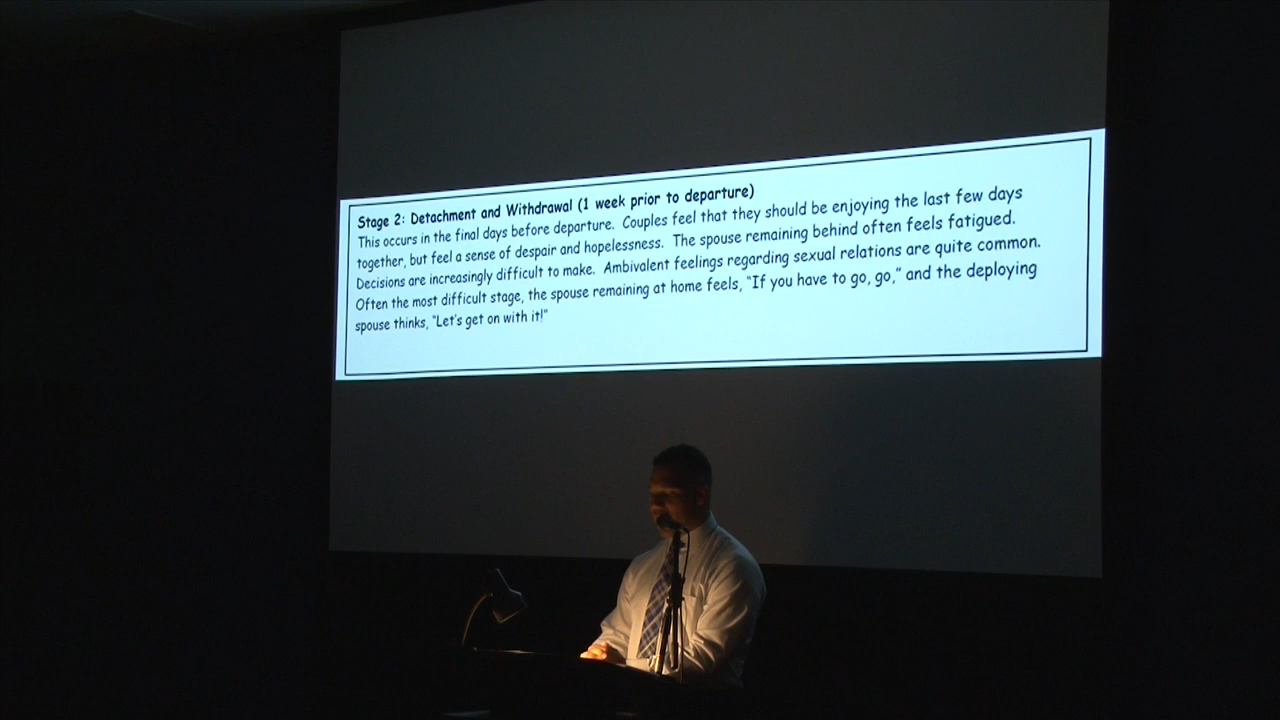 Stage 2: Detachment and Withdrawal (1 week prior to departure)
This occurs in the final days before departure. Couples feel that they should be enjoying the last few days
together, but feel a sense of despair and hopelessness. The spouse remaining behind often feels fatigued.
Decisions are increasingly difficult to make. Ambivalent feelings regarding sexual relations are quite common.
Often the most difficult stage, the spouse remaining at home feels, “If you have to go, go,” and the deploying
spouse thinks, “Let’s get on with it!”